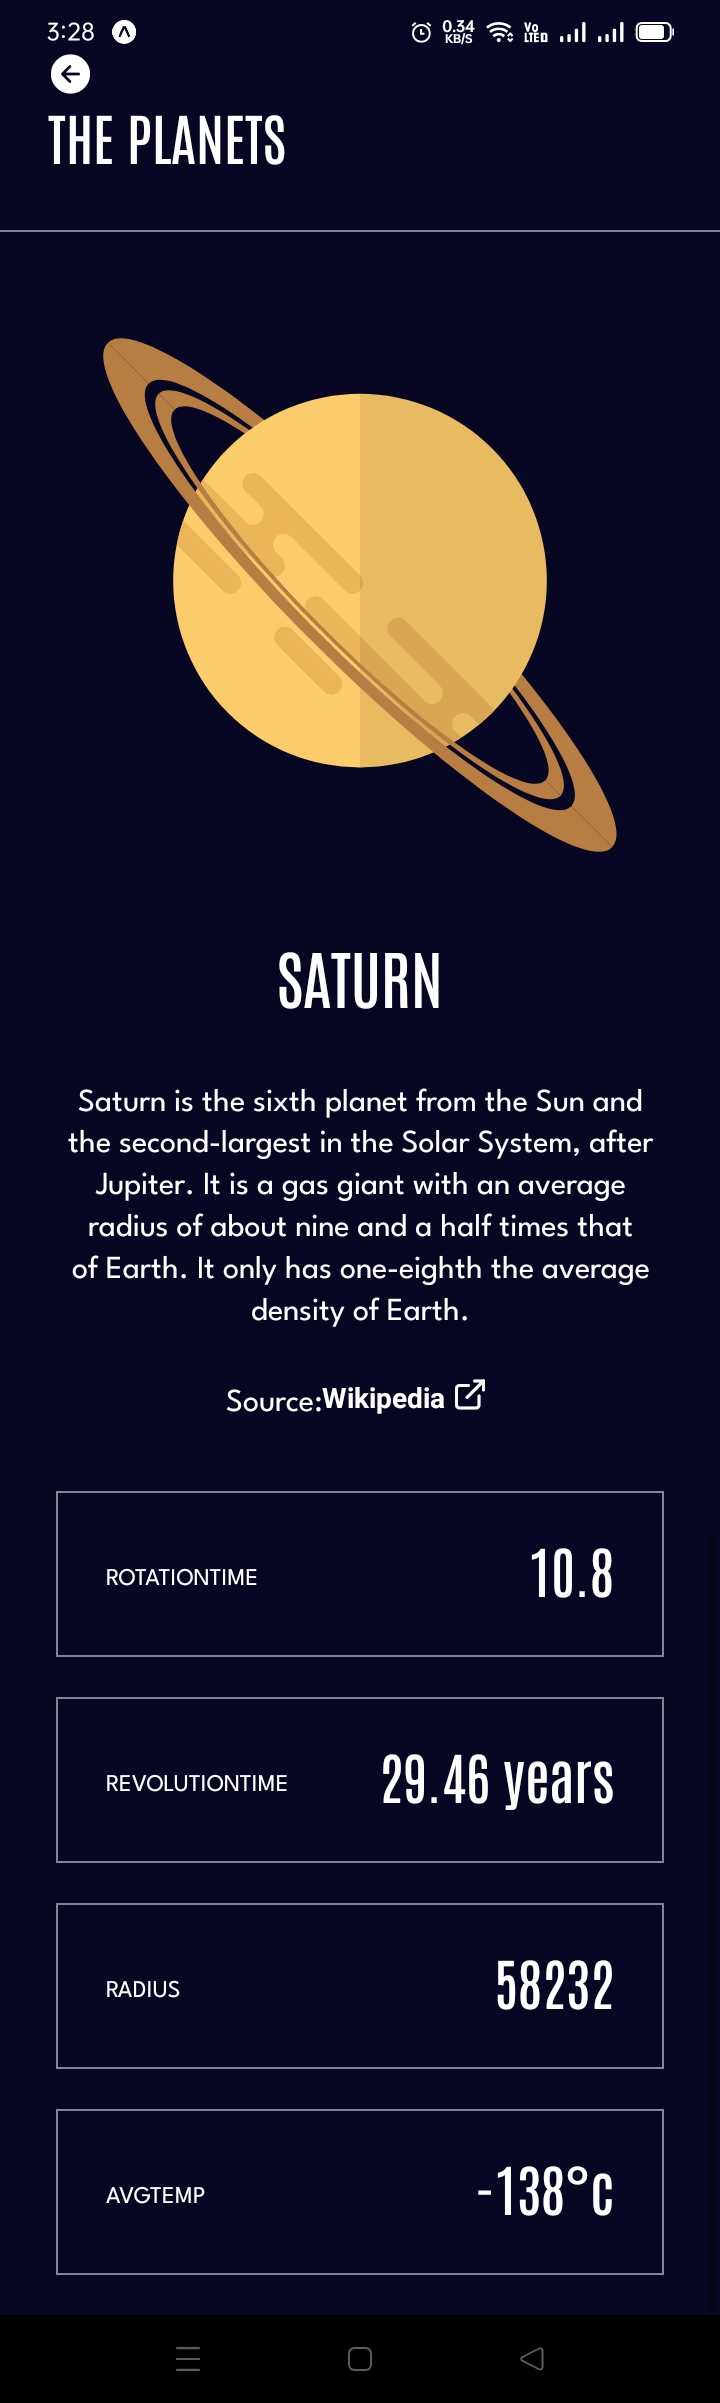 3:28
0.34
KB/S
Vo
LTED
THE PLANETS
SATURN
Saturn is the sixth planet from the Sun and
the second-largest in the Solar System, after
Jupiter. It is a gas giant with an average
radius of about nine and a half times that
of Earth. It only has one-eighth the average
density of Earth.
Source:Wikipedia
ROTATIONTIME 10.8
REVOLUTIONTIME 29.46 years
RADIUS 58232
AVGTEMP -138°c